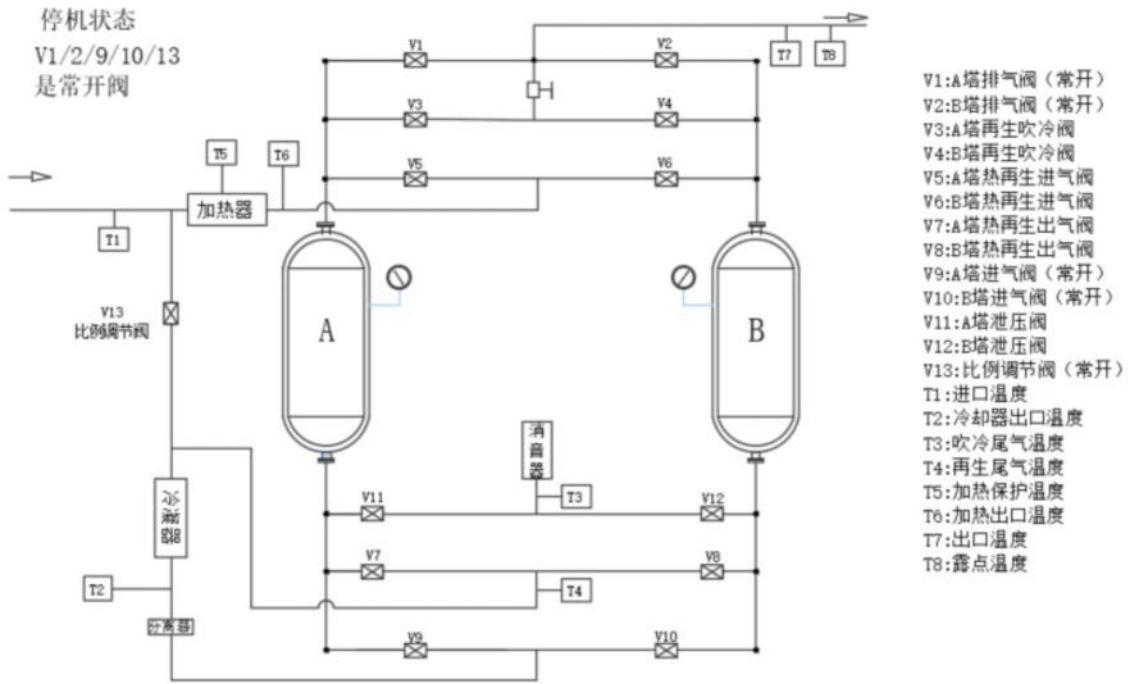 停机状态
V1/2/9/10/13
是常开阀
T7
T8
V1
V2
V3
V4
V5
V6
T5
T6
加热器
T1
V13
比例调节阀
A
B
消音器
T3
V11
V12
冷凝器
V7
V8
T4
T2
分离器
V9
V10
V1:A塔排气阀（常开）
V2:B塔排气阀（常开）
V3:A塔再生吹冷阀
V4:B塔再生吹冷阀
V5:A塔热再生进气阀
V6:B塔热再生进气阀
V7:A塔热再生出气阀
V8:B塔热再生出气阀
V9:A塔进气阀（常开）
V10:B塔进气阀（常开）
V11:A塔泄压阀
V12:B塔泄压阀
V13:比例调节阀（常开）
T1:进口温度
T2:冷却器出口温度
T3:吹冷尾气温度
T4:再生尾气温度
T5:加热保护温度
T6:加热出口温度
T7:出口温度
T8:露点温度